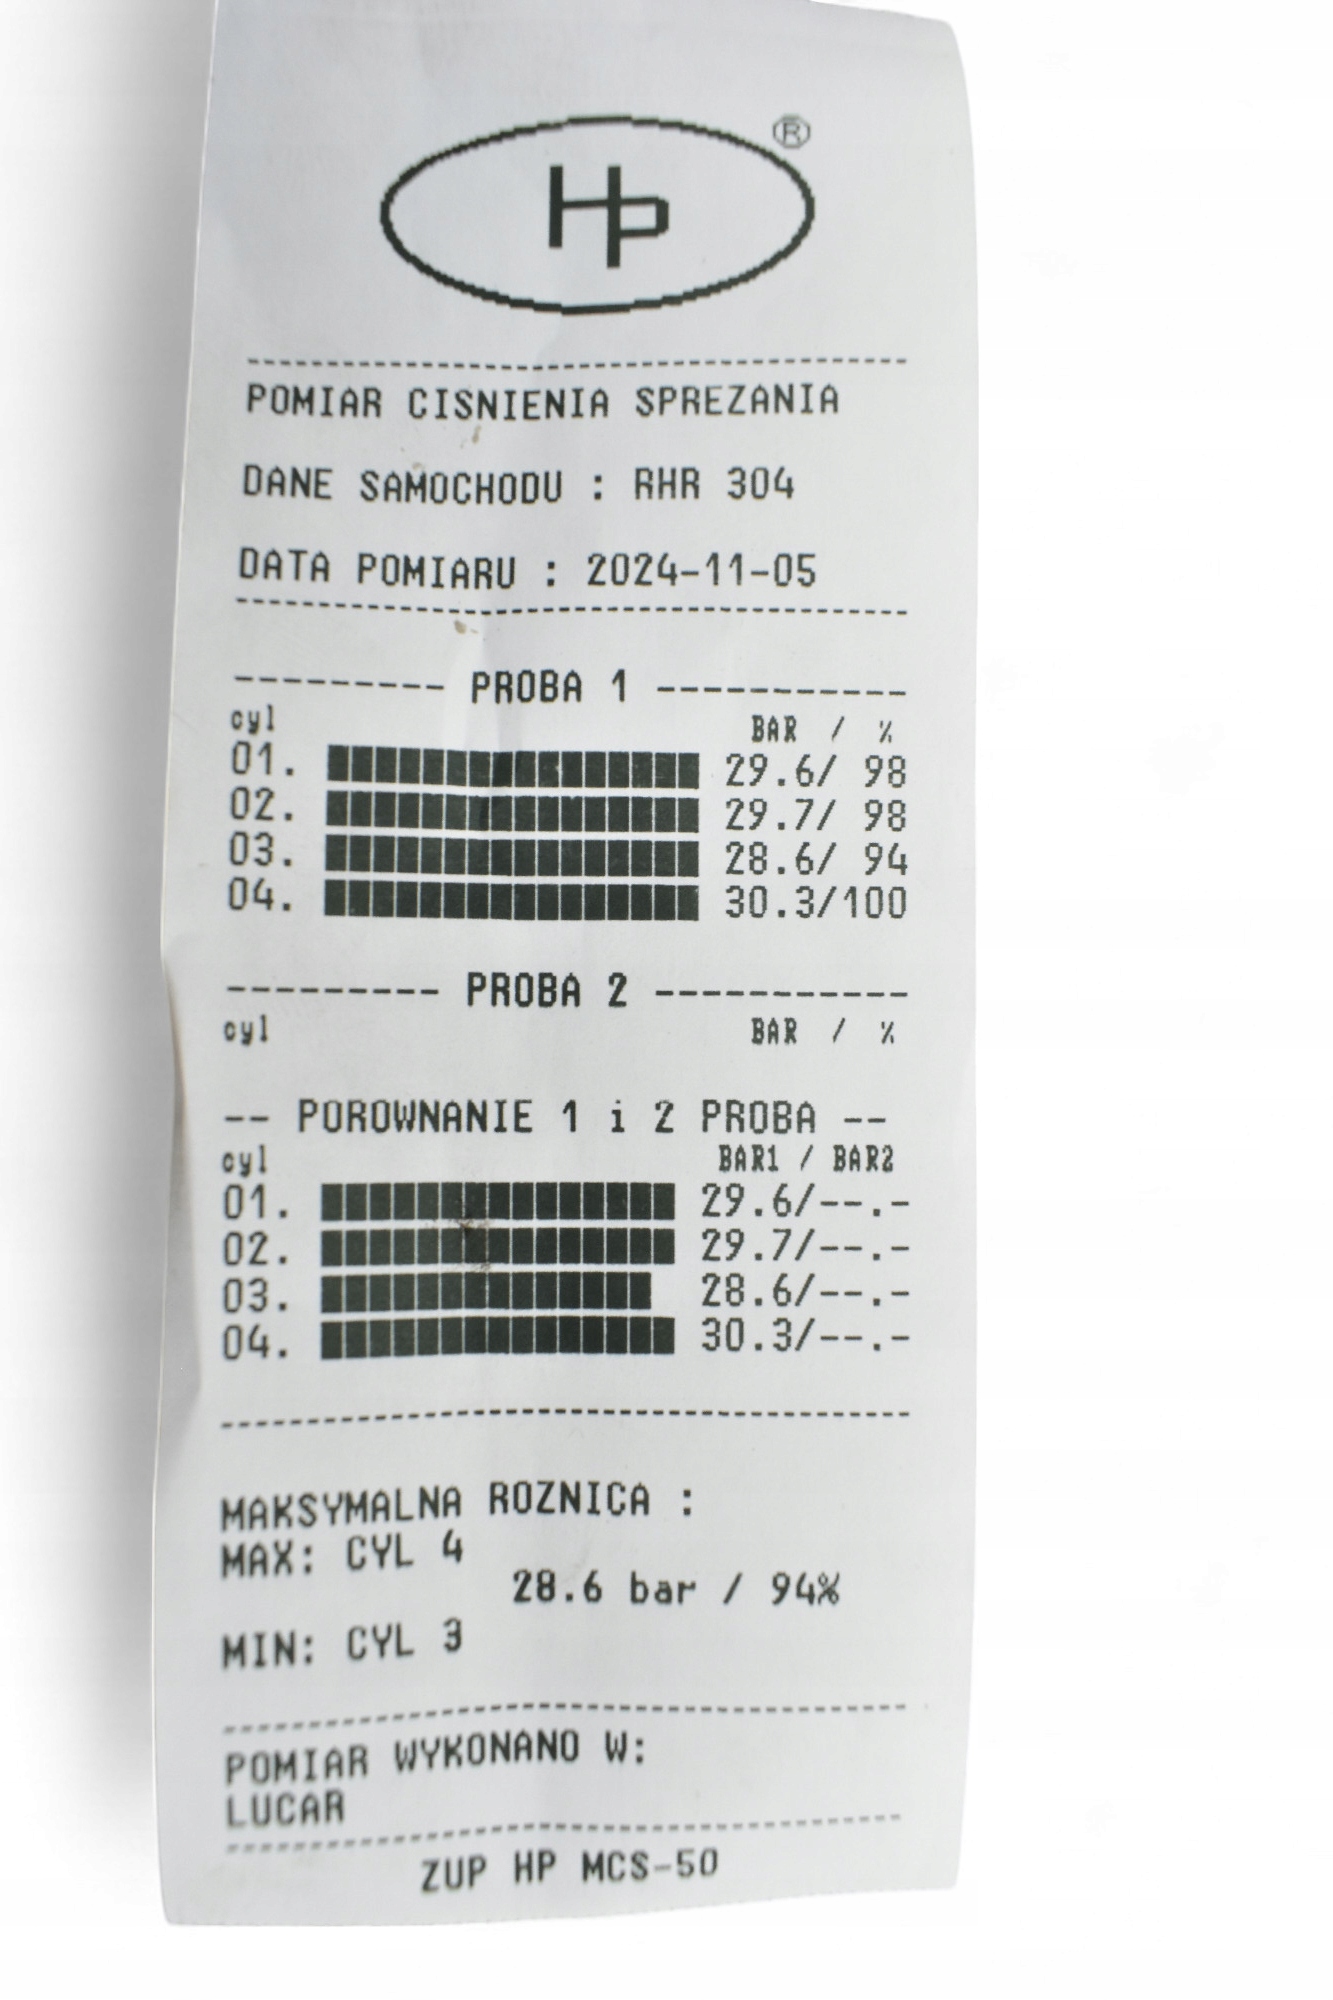 HP ®
POMIAR CISNIENIA SPREZANIA
DANE SAMOCHODU : RHR 304
DATA POMIARU : 2024-11-05
--------- PROBA 1 -----------
cyl BAR / %
01. 29.6/ 98
02. 29.7/ 98
03. 28.6/ 94
04. 30.3/100
--------- PROBA 2 -----------
cyl BAR / %
-- POROWNANIE 1 i 2 PROBA --
cyl BAR1 / BAR2
01. 29.6/--.-
02. 29.7/--.-
03. 28.6/--.-
04. 30.3/--.-
MAKSYMALNA ROZNICA :
MAX: CYL 4
28.6 bar / 94%
MIN: CYL 3
POMIAR WYKONANO W:
LUCAR
ZUP HP MCS-50